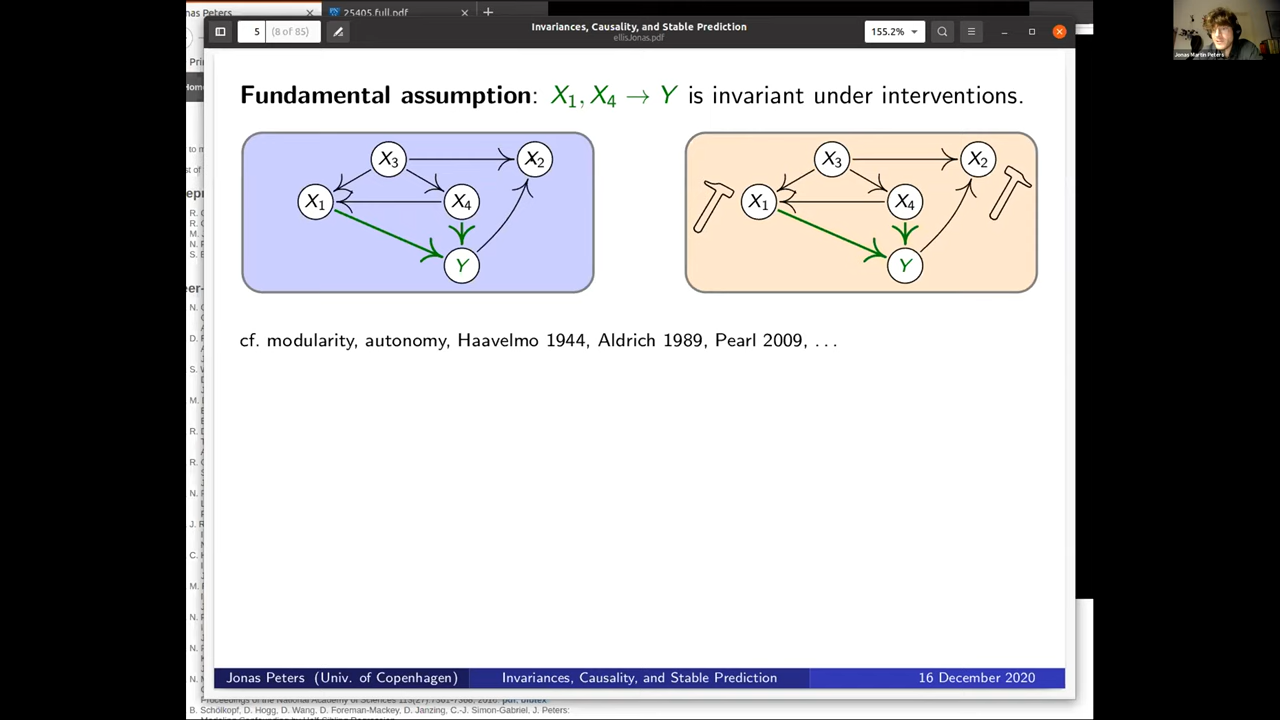 nas Peters
25405.full.pdf
5 (8 of 85)
Invariances, Causality, and Stable Prediction
ellisJonas.pdf
155.2%
Jonas Martin Peters
Fundamental assumption: X₁, X₄ → Y is invariant under interventions.
X₃ X₂
X₁ X₄
Y
X₃ X₂
X₁ X₄
Y
cf. modularity, autonomy, Haavelmo 1944, Aldrich 1989, Pearl 2009, . . .
Jonas Peters (Univ. of Copenhagen) Invariances, Causality, and Stable Prediction 16 December 2020
B. Schölkopf, D. Hogg, D. Wang, D. Foreman-Mackey, D. Janzing, C.-J. Simon-Gabriel, J. Peters: